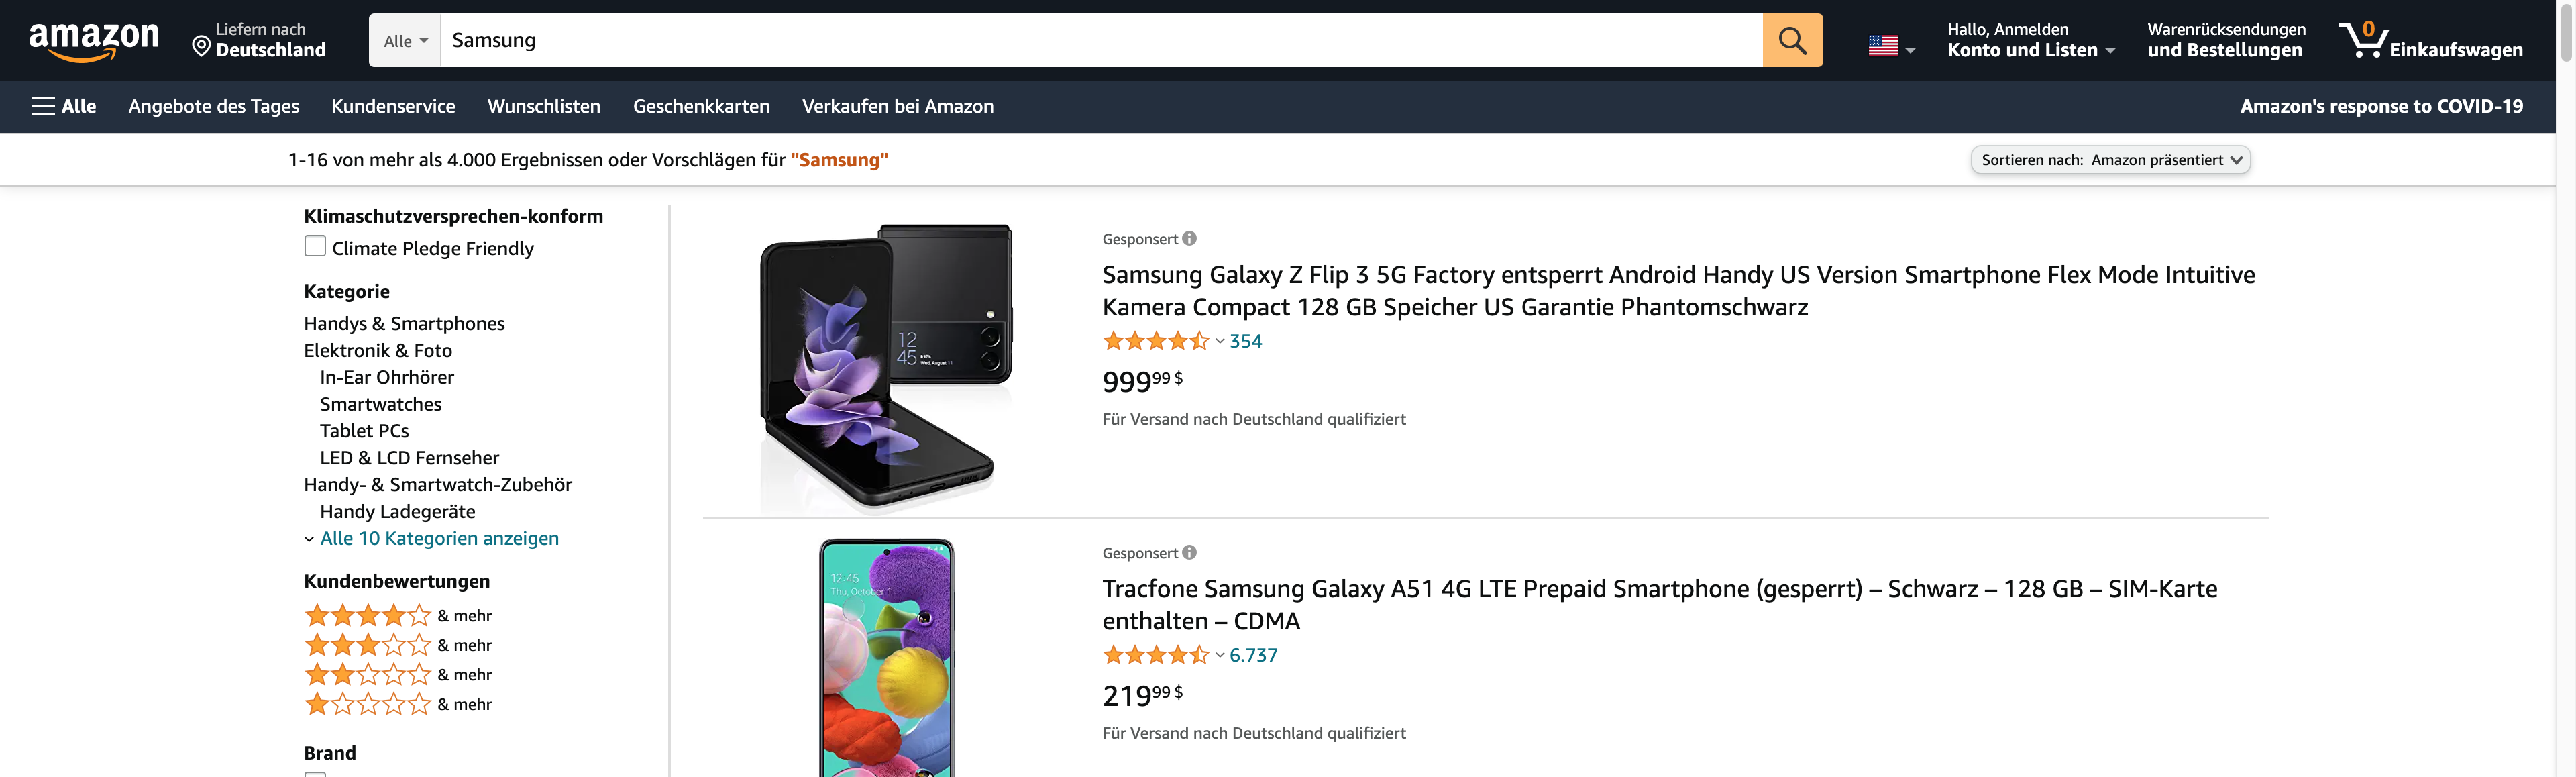 amazon
Liefern nach
Deutschland
Alle
Samsung
Hallo, Anmelden
Konto und Listen
Warenrücksendungen
und Bestellungen
0
Einkaufswagen
Alle
Angebote des Tages
Kundenservice
Wunschlisten
Geschenkkarten
Verkaufen bei Amazon
Amazon's response to COVID-19
1-16 von mehr als 4.000 Ergebnissen oder Vorschlägen für "Samsung"
Sortieren nach: Amazon präsentiert
Klimaschutzversprechen-konform
Climate Pledge Friendly
Kategorie
Handys & Smartphones
Elektronik & Foto
In-Ear Ohrhörer
Smartwatches
Tablet PCs
LED & LCD Fernseher
Handy- & Smartwatch-Zubehör
Handy Ladegeräte
Alle 10 Kategorien anzeigen
Kundenbewertungen
& mehr
& mehr
& mehr
& mehr
Brand
12
45
Wed, August 11
Gesponsert
Samsung Galaxy Z Flip 3 5G Factory entsperrt Android Handy US Version Smartphone Flex Mode Intuitive
Kamera Compact 128 GB Speicher US Garantie Phantomschwarz
354
99999 $
Für Versand nach Deutschland qualifiziert
12:45
Thu, October 1
Gesponsert
Tracfone Samsung Galaxy A51 4G LTE Prepaid Smartphone (gesperrt) – Schwarz – 128 GB – SIM-Karte
enthalten – CDMA
6.737
21999 $
Für Versand nach Deutschland qualifiziert